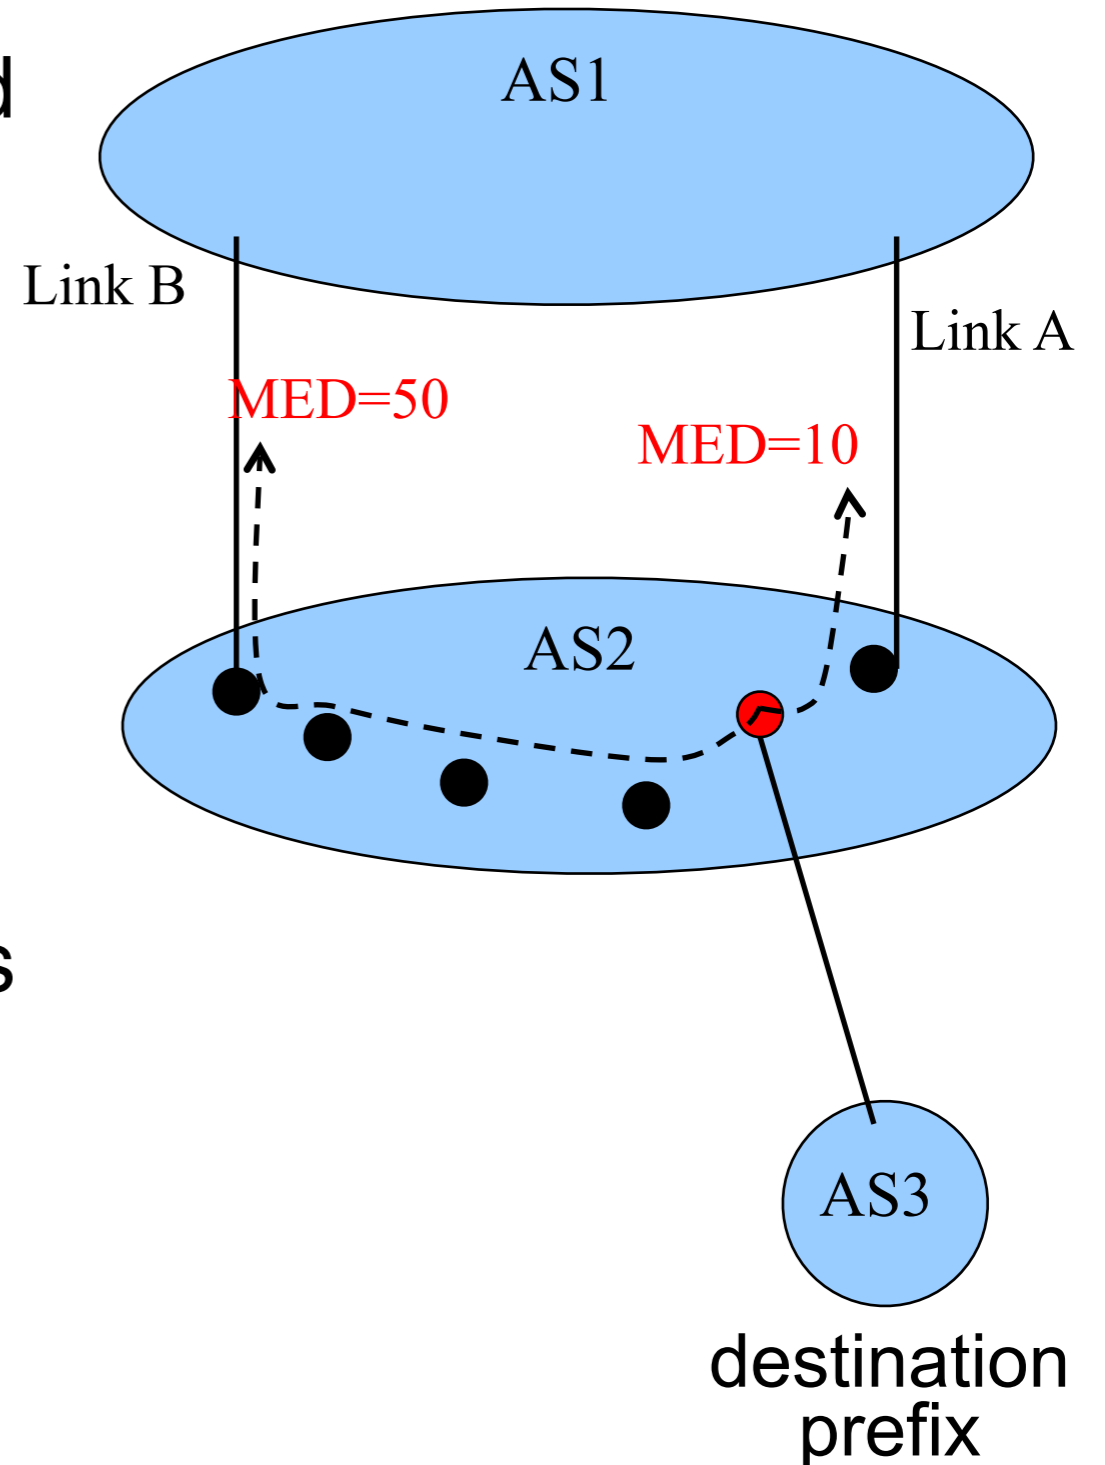 d
AS1
Link B
Link A
MED=50
MED=10
AS2
s
AS3
destination
prefix